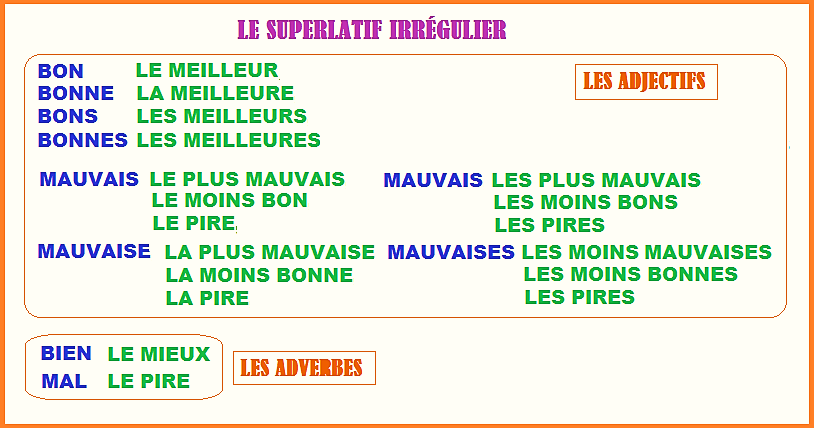 LE SUPERLATIF IRRÉGULIER
BON LE MEILLEUR
LES ADJECTIFS
BONNE LA MEILLEURE
BONS LES MEILLEURS
BONNES LES MEILLEURES
MAUVAIS LE PLUS MAUVAIS
LE MOINS BON
LE PIRE
MAUVAIS LES PLUS MAUVAIS
LES MOINS BONS
LES PIRES
MAUVAISE LA PLUS MAUVAISE
LA MOINS BONNE
LA PIRE
MAUVAISES LES MOINS MAUVAISES
LES MOINS BONNES
LES PIRES
BIEN LE MIEUX
MAL LE PIRE
LES ADVERBES